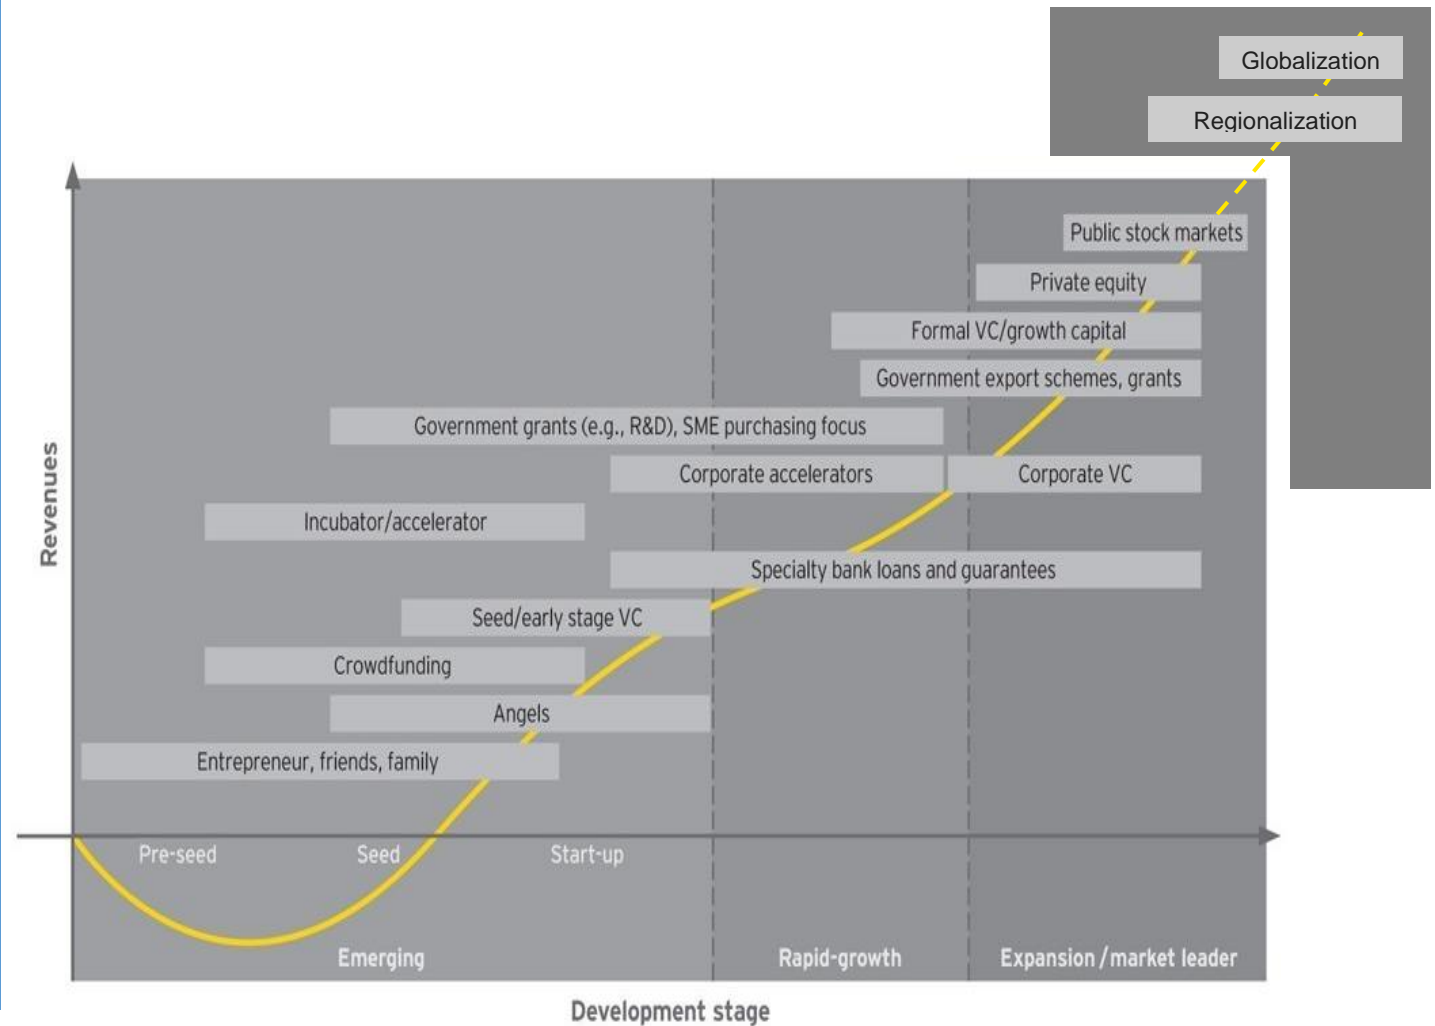 Globalization
Regionalization
Public stock markets
Private equity
Formal VC/growth capital
Government export schemes, grants
Government grants (e.g., R&D), SME purchasing focus
Corporate accelerators
Corporate VC
Incubator/accelerator
Specialty bank loans and guarantees
Seed/early stage VC
Crowdfunding
Angels
Entrepreneur, friends, family
Revenues
Pre-seed
Seed
Start-up
Emerging
Rapid-growth
Expansion / market leader
Development stage